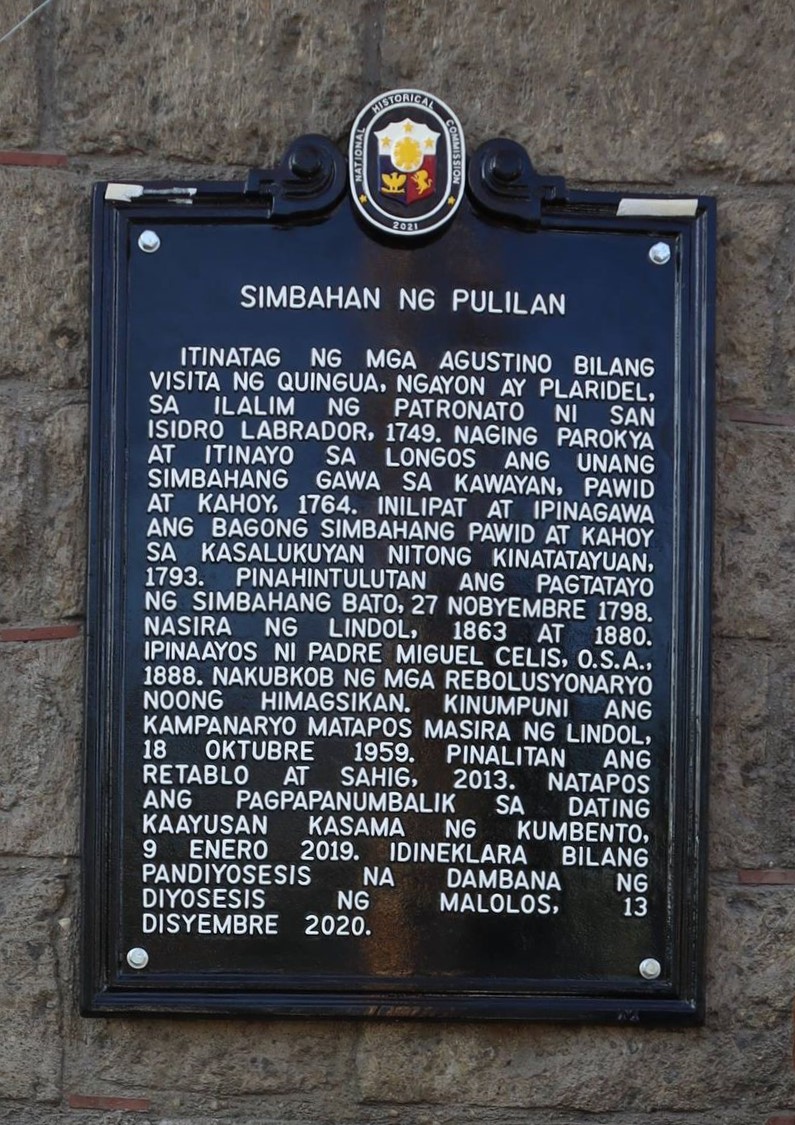 NATIONAL HISTORICAL COMMISSION
2021
SIMBAHAN NG PULILAN
ITINATAG NG MGA AGUSTINO BILANG
VISITA NG QUINGUA, NGAYON AY PLARIDEL,
SA ILALIM NG PATRONATO NI SAN
ISIDRO LABRADOR, 1749. NAGING PAROKYA
AT ITINAYO SA LONGOS ANG UNANG
SIMBAHANG GAWA SA KAWAYAN, PAWID
AT KAHOY, 1764. INILIPAT AT IPINAGAWA
ANG BAGONG SIMBAHANG PAWID AT KAHOY
SA KASALUKUYAN NITONG KINATATAYUAN,
1793. PINAHINTULUTAN ANG PAGTATAYO
NG SIMBAHANG BATO, 27 NOBYEMBRE 1798.
NASIRA NG LINDOL, 1863 AT 1880.
IPINAAYOS NI PADRE MIGUEL CELIS, O.S.A.,
1888. NAKUBKOB NG MGA REBOLUSYONARYO
NOONG HIMAGSIKAN. KINUMPUNI ANG
KAMPANARYO MATAPOS MASIRA NG LINDOL,
18 OKTUBRE 1959. PINALITAN ANG
RETABLO AT SAHIG, 2013. NATAPOS
ANG PAGPAPANUMBALIK SA DATING
KAAYUSAN KASAMA NG KUMBENTO,
9 ENERO 2019. IDINEKLARA BILANG
PANDIYOSESIS NA DAMBANA NG
DIYOSESIS NG MALOLOS, 13
DISYEMBRE 2020.